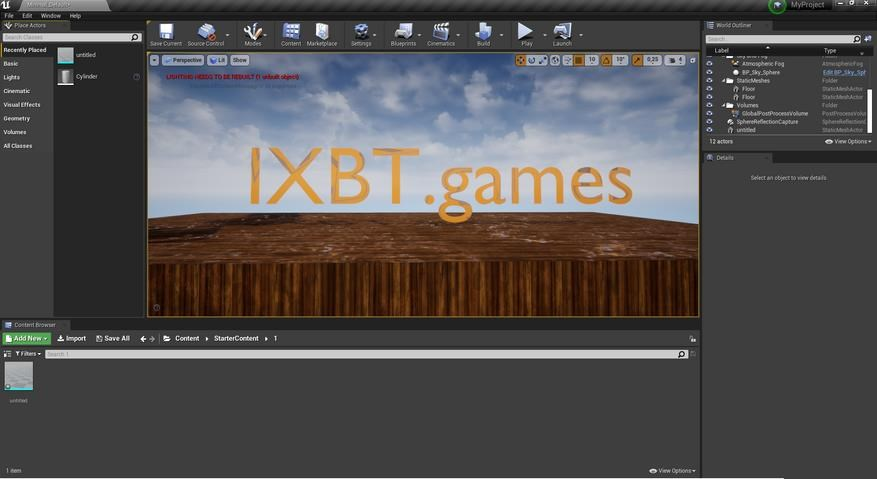 Minimal_Default
MyProject
File Edit Window Help
Place Actors
Search Classes
Recently Placed
Basic
Lights
Cinematic
Visual Effects
Geometry
Volumes
All Classes
untitled
Cylinder
Save Current
Source Control
Modes
Content
Marketplace
Settings
Blueprints
Cinematics
Build
Play
Launch
Perspective
Lit
Show
10
10°
0,25
4
LIGHTING NEEDS TO BE REBUILT (1 unbuilt object)
IXBT.games
World Outliner
Search...
Label Type
Atmospheric Fog AtmosphericFog
BP_Sky_Sphere Edit BP_Sky_Sph
StaticMeshes Folder
Floor StaticMeshActor
Floor StaticMeshActor
Volumes Folder
GlobalPostProcessVolume PostProcessVolu
SphereReflectionCapture SphereReflection
untitled StaticMeshActor
12 actors
View Options
Details
Select an object to view details.
Content Browser
Add New
Import
Save All
Content
StarterContent
1
Filters
Search 1
untitled
1 item
View Options